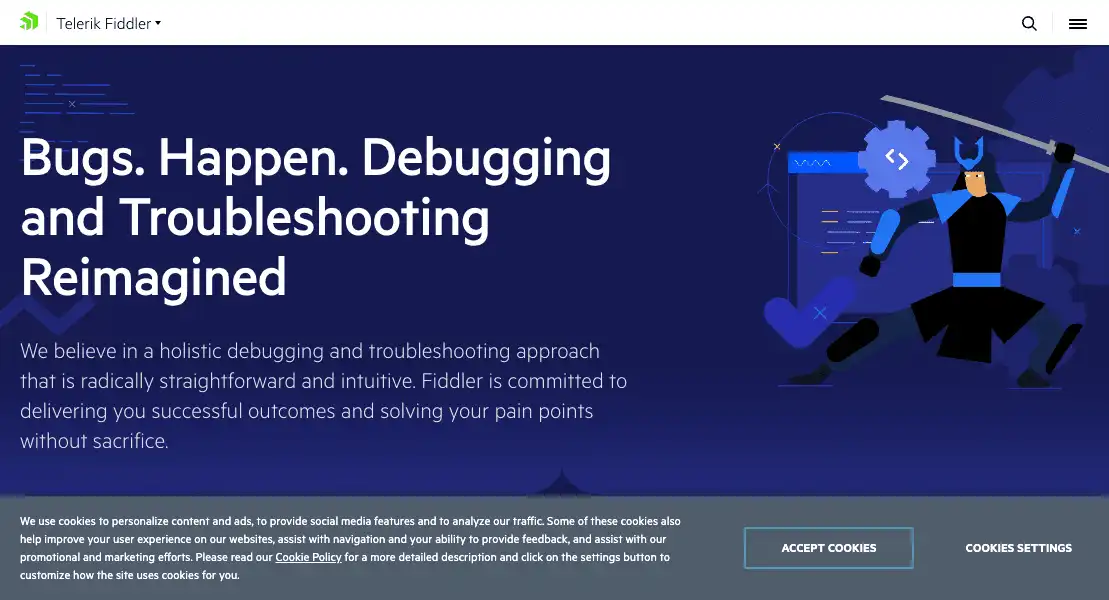 Telerik Fiddler
Bugs. Happen. Debugging
and Troubleshooting
Reimagined
We believe in a holistic debugging and troubleshooting approach
that is radically straightforward and intuitive. Fiddler is committed to
delivering you successful outcomes and solving your pain points
without sacrifice.
We use cookies to personalize content and ads, to provide social media features and to analyze our traffic. Some of these cookies also
help improve your user experience on our websites, assist with navigation and your ability to provide feedback, and assist with our
promotional and marketing efforts. Please read our Cookie Policy for a more detailed description and click on the settings button to
customize how the site uses cookies for you.
ACCEPT COOKIES
COOKIES SETTINGS